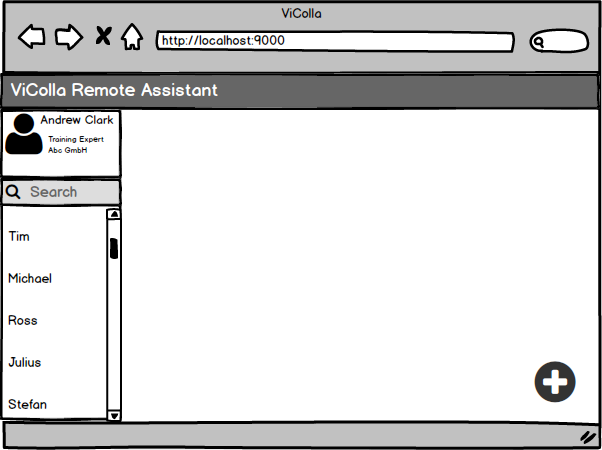 ViColla
http://localhost:9000
ViColla Remote Assistant
Andrew Clark
Training Expert
Abc GmbH
Search
Tim
Michael
Ross
Julius
Stefan